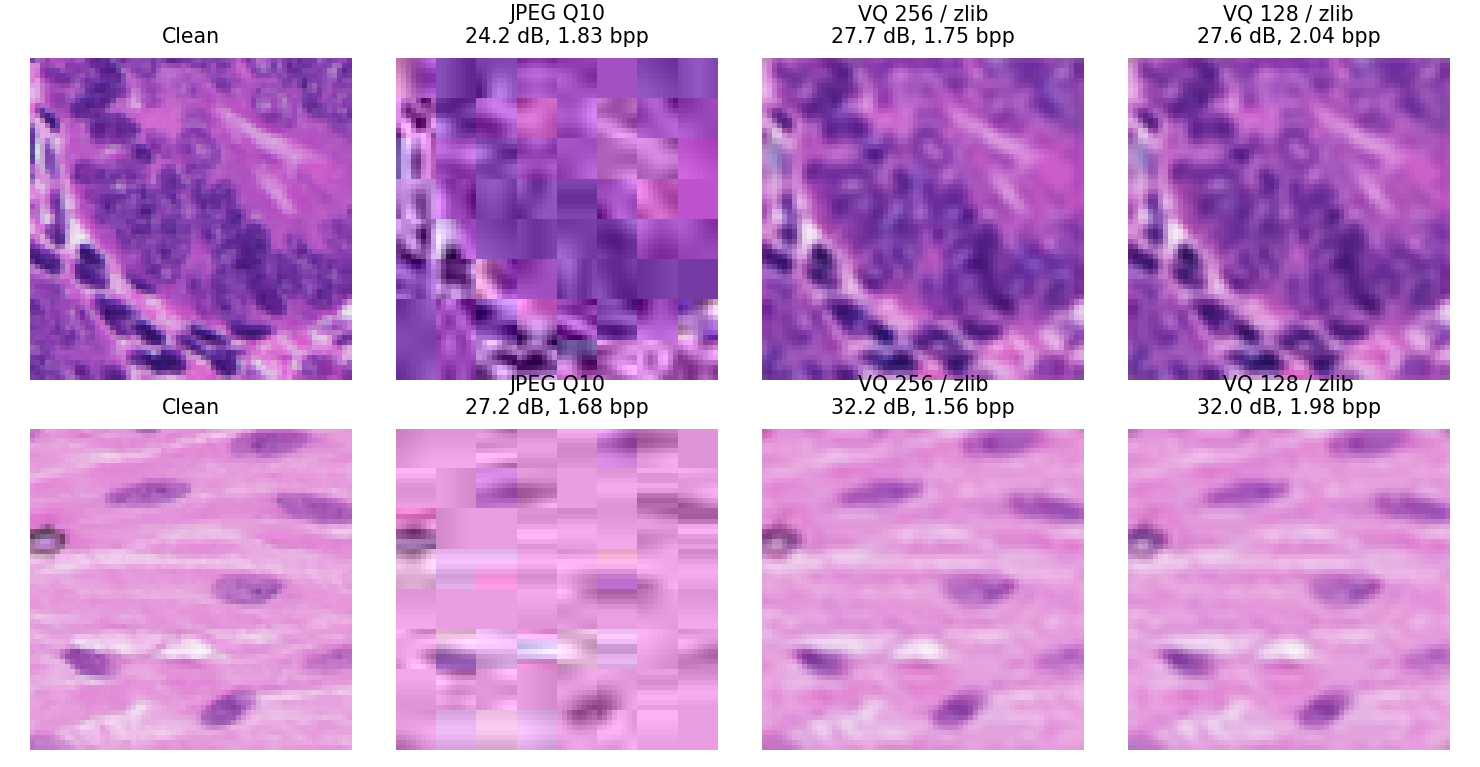 Clean
JPEG Q10
24.2 dB, 1.83 bpp
VQ 256 / zlib
27.7 dB, 1.75 bpp
VQ 128 / zlib
27.6 dB, 2.04 bpp
Clean
JPEG Q10
27.2 dB, 1.68 bpp
VQ 256 / zlib
32.2 dB, 1.56 bpp
VQ 128 / zlib
32.0 dB, 1.98 bpp